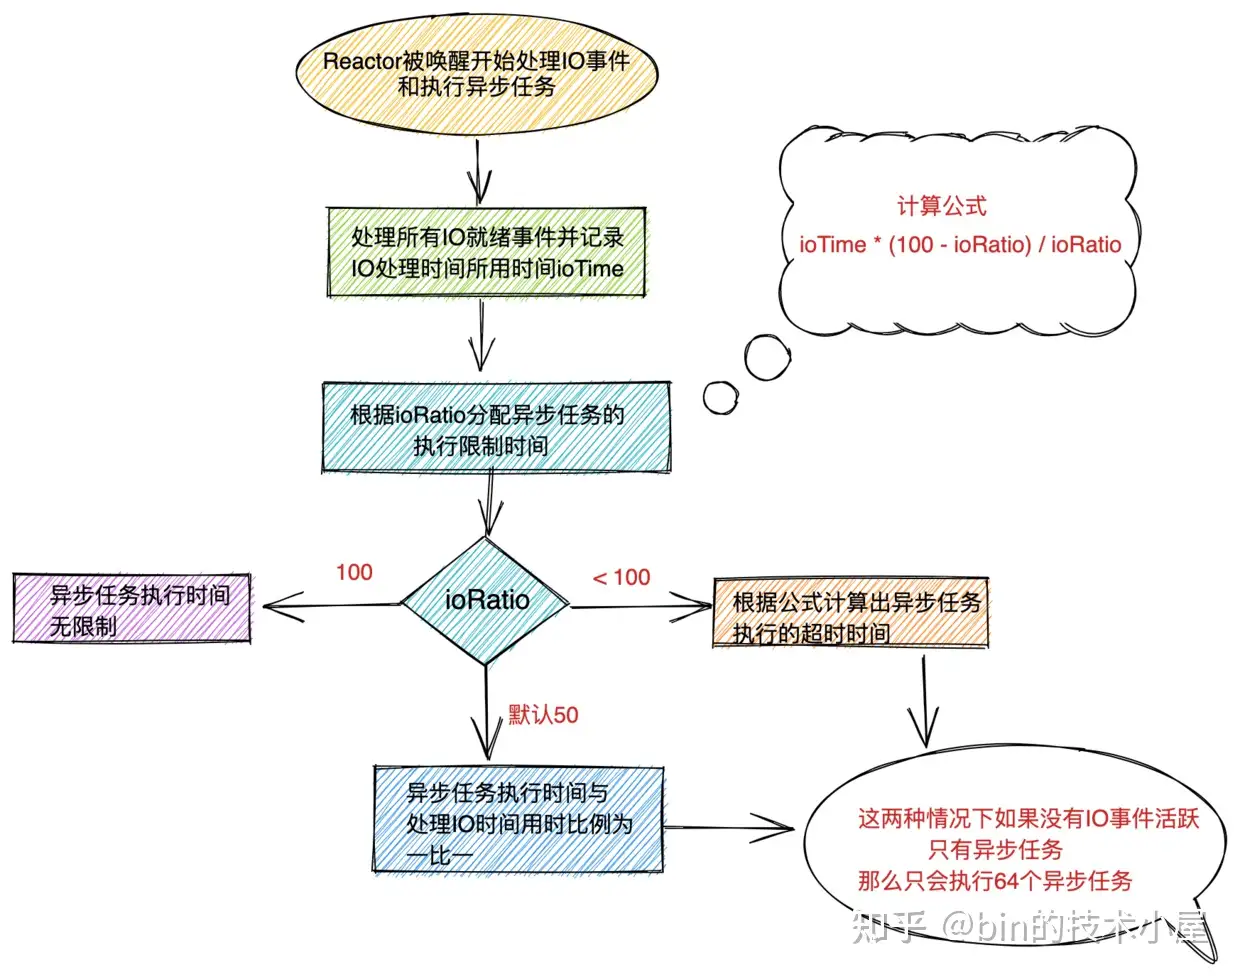 Reactor被唤醒开始处理IO事件
和执行异步任务
计算公式
ioTime * (100 - ioRatio) / ioRatio
处理所有IO就绪事件并记录
IO处理时间所用时间ioTime
根据ioRatio分配异步任务的
执行限制时间
100
ioRatio
< 100
异步任务执行时间
无限制
根据公式计算出异步任务
执行的超时时间
默认50
异步任务执行时间与
处理IO时间用时比例为
一比一
这两种情况下如果没有IO事件活跃
只有异步任务
那么只会执行64个异步任务
知乎 @bin的技术小屋